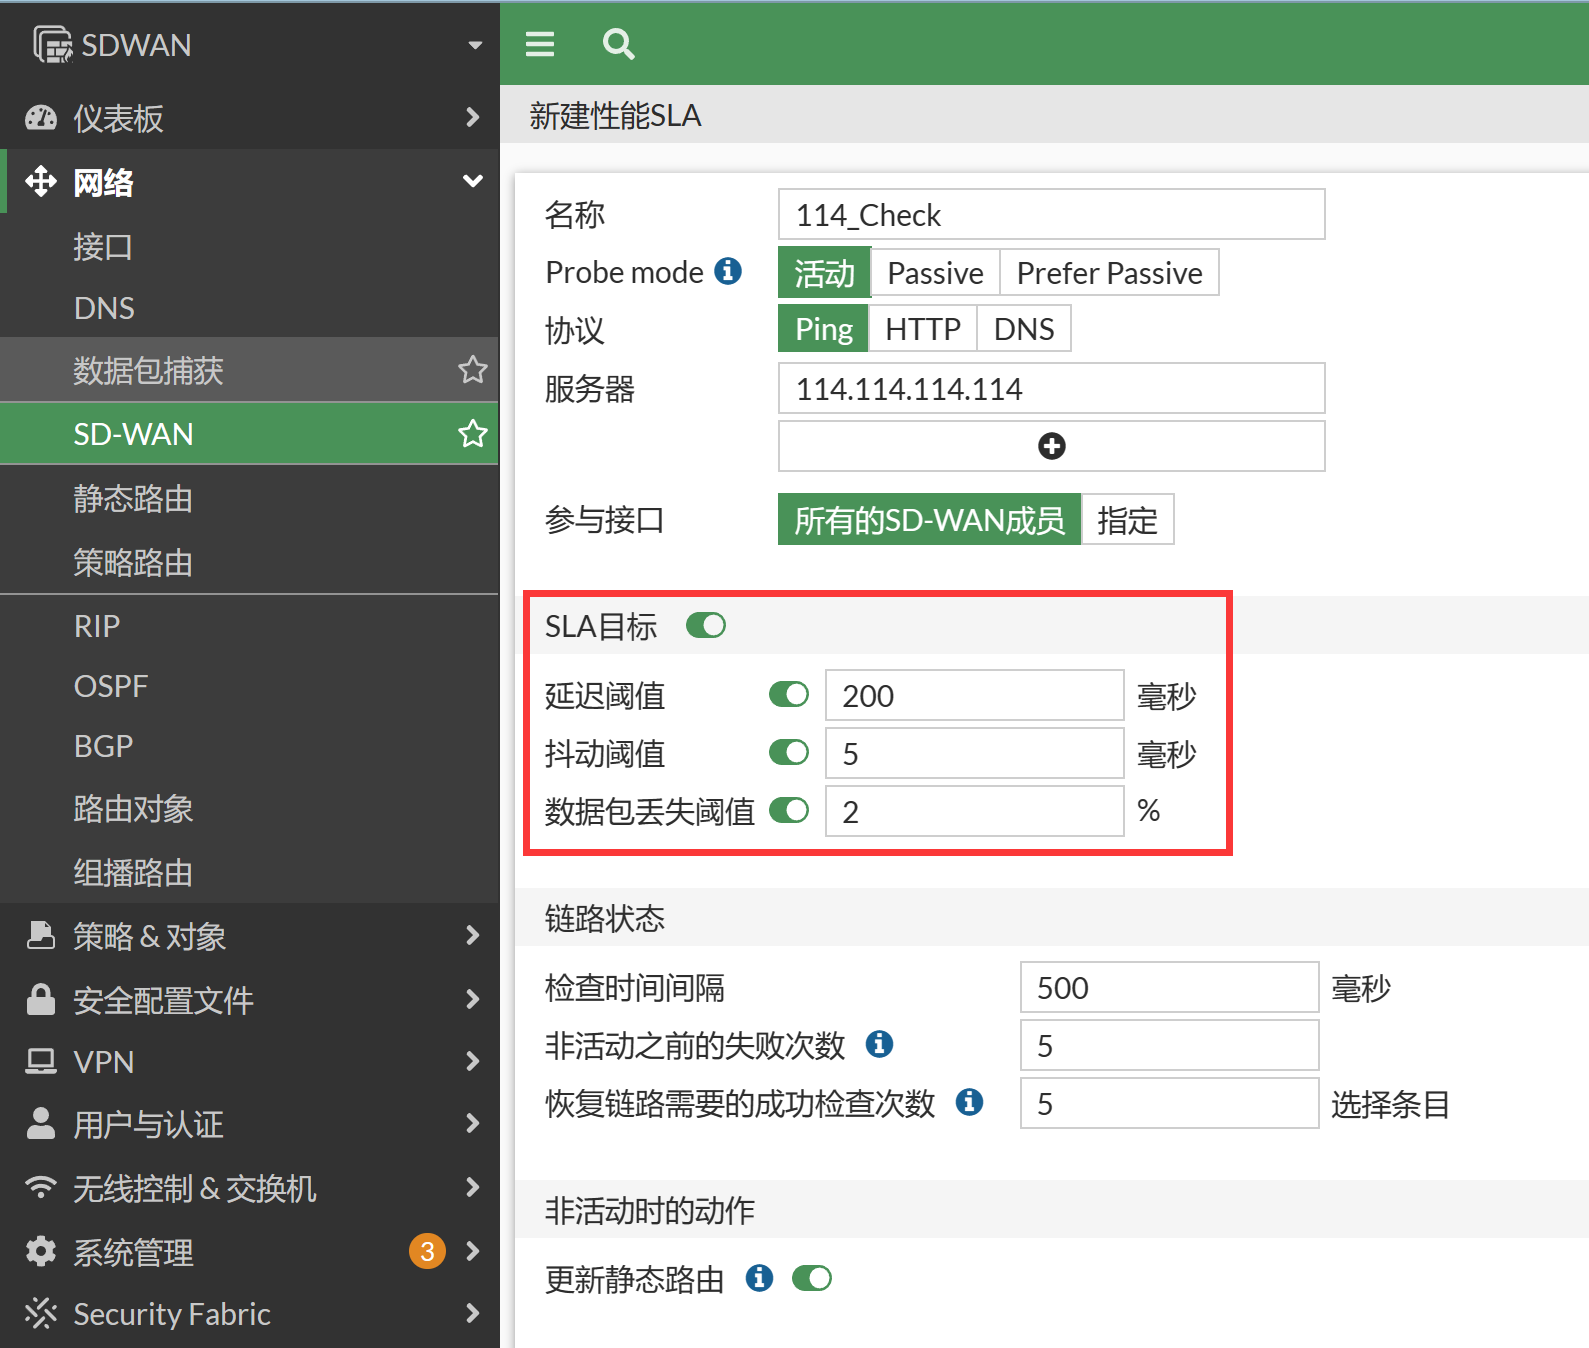 SDWAN
仪表板
网络
接口
DNS
数据包捕获
SD-WAN
静态路由
策略路由
RIP
OSPF
BGP
路由对象
组播路由
策略 & 对象
安全配置文件
VPN
用户与认证
无线控制 & 交换机
系统管理 3
Security Fabric
新建性能SLA
名称 114_Check
Probe mode 活动 Passive Prefer Passive
协议 Ping HTTP DNS
服务器 114.114.114.114
参与接口 所有的SD-WAN成员 指定
SLA目标
延迟阈值 200 毫秒
抖动阈值 5 毫秒
数据包丢失阈值 2 %
链路状态
检查时间间隔 500 毫秒
非活动之前的失败次数 5
恢复链路需要的成功检查次数 5 选择条目
非活动时的动作
更新静态路由